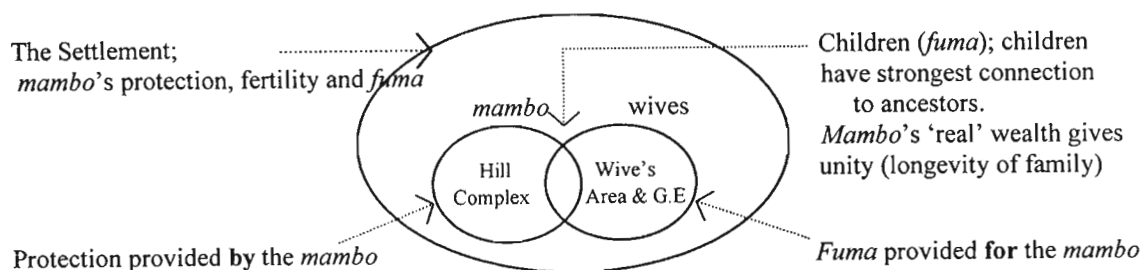 The Settlement;
mambo's protection, fertility and fuma
Children (fuma); children
have strongest connection
to ancestors.
Mambo's 'real' wealth gives
unity (longevity of family)
mambo
wives
Hill
Complex
Wive's
Area & G.E
Protection provided by the mambo
Fuma provided for the mambo